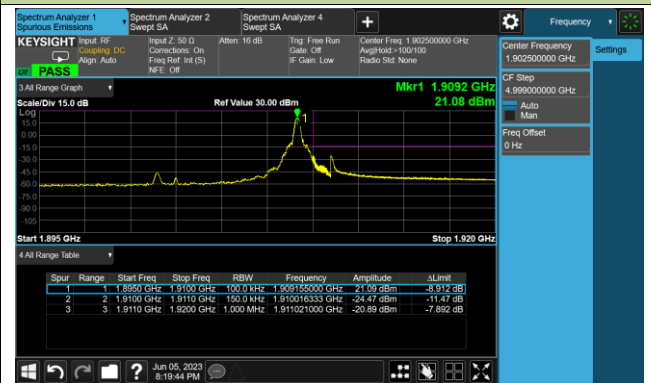 Spectrum Analyzer 1
Spurious Emissions
Spectrum Analyzer 2
Swept SA
Spectrum Analyzer 4
Swept SA
Frequency
KEYSIGHT
Input: RF
Coupling: DC
Align: Auto
Input Z: 50 Ω
Corrections: On
Freq Ref: Int (S)
NFE: Off
Atten: 16 dB
Trig: Free Run
Gate: Off
IF Gain: Low
Center Freq: 1.902500000 GHz
Avg|Hold:>100/100
Radio Std: None
PASS
Center Frequency
1.902500000 GHz
Settings
CF Step
4.999000000 GHz
Auto
Man
Freq Offset
0 Hz
3 All Range Graph
Mkr1 1.9092 GHz
Scale/Div 15.0 dB
Ref Value 30.00 dBm
21.08 dBm
Log
15.0
0.00
-15.0
-30.0
-45.0
-60.0
-75.0
-90.0
-105
1
Start 1.895 GHz
Stop 1.920 GHz
4 All Range Table
Spur Range Start Freq Stop Freq RBW Frequency Amplitude ΔLimit
1 1 1.8950 GHz 1.9100 GHz 100.0 kHz 1.909155000 GHz 21.09 dBm -8.912 dB
2 2 1.9100 GHz 1.9110 GHz 150.0 kHz 1.910016333 GHz -24.47 dBm -11.47 dB
3 3 1.9110 GHz 1.9200 GHz 1.000 MHz 1.911021000 GHz -20.89 dBm -7.892 dB
?
Jun 05, 2023
8:19:44 PM